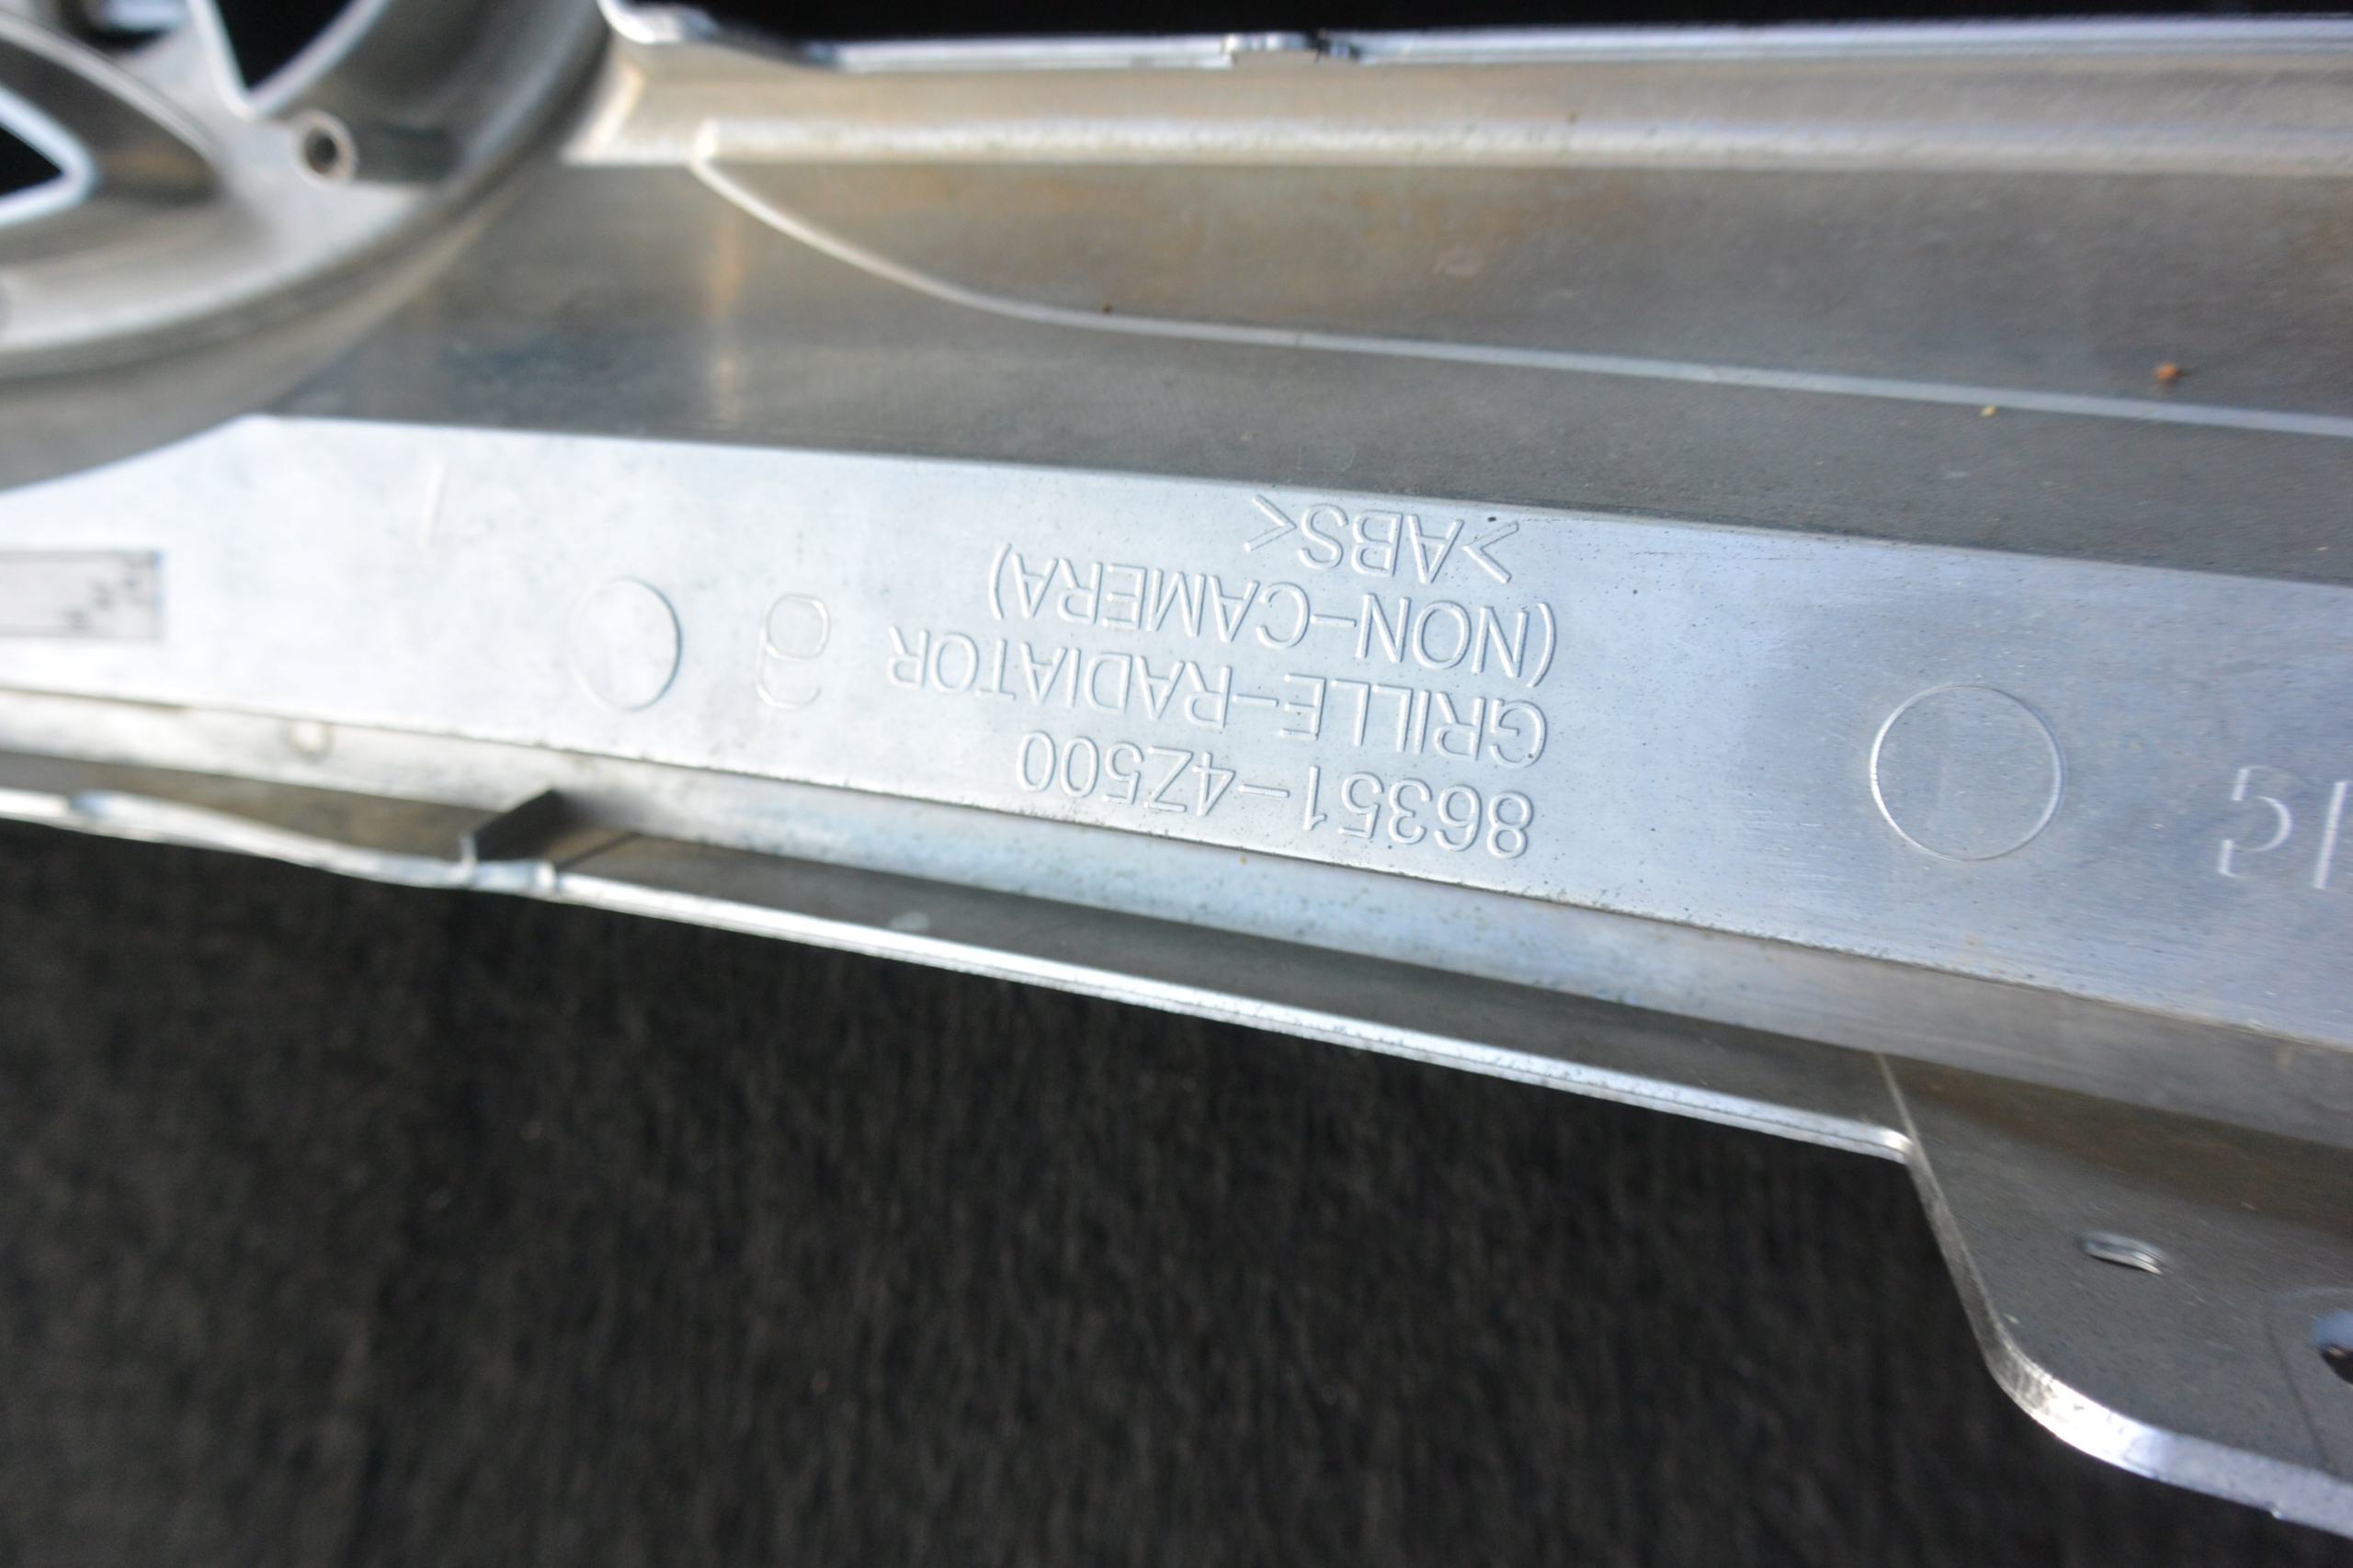 86351-4Z500
GRILLE-RADIATOR
(NON-CAMERA)
>ABS<